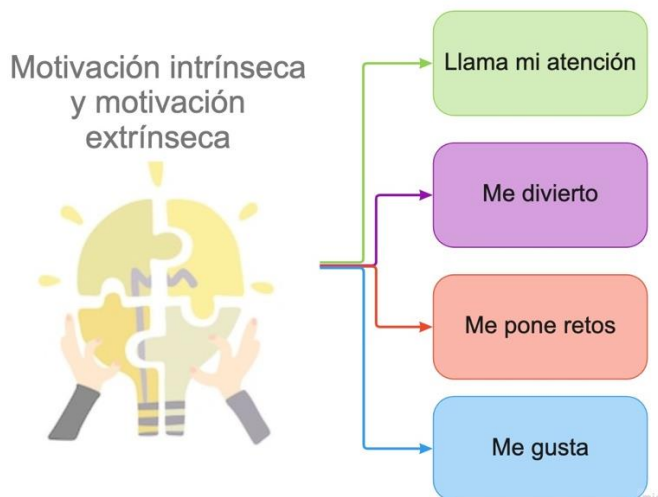 Motivación intrínseca
y motivación
extrínseca
Llama mi atención
Me divierto
Me pone retos
Me gusta